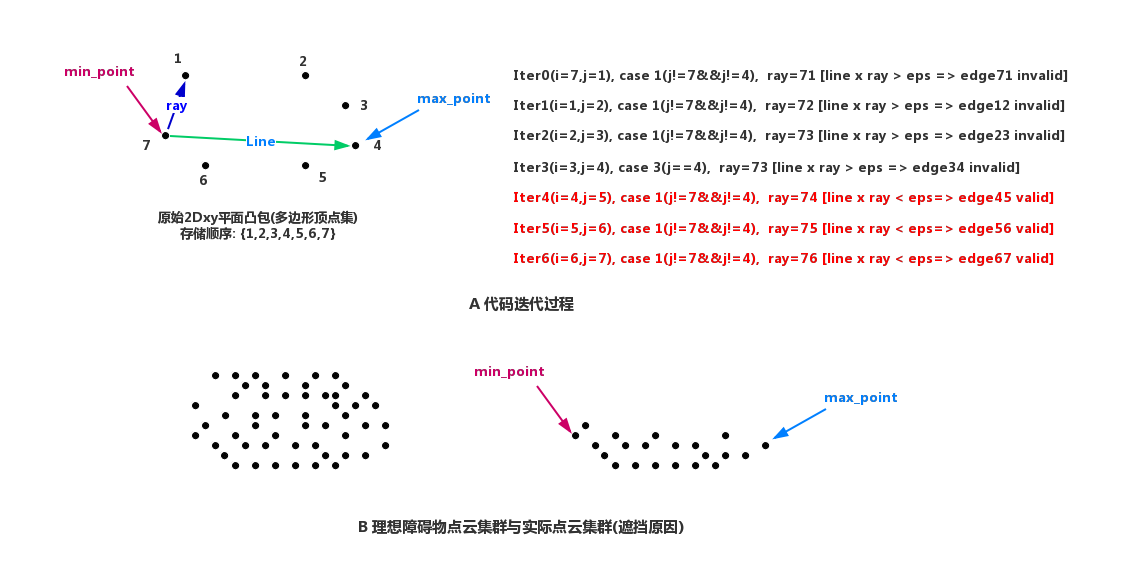 1
2
min_point
3
max_point
ray
7
Line
4
6
5
原始2Dxy平面凸包(多边形顶点集)
存储顺序: {1,2,3,4,5,6,7}
Iter0(i=7,j=1), case 1(j!=7&&j!=4),  ray=71 [line x ray > eps => edge71 invalid]
Iter1(i=1,j=2), case 1(j!=7&&j!=4),  ray=72 [line x ray > eps => edge12 invalid]
Iter2(i=2,j=3), case 1(j!=7&&j!=4),  ray=73 [line x ray > eps => edge23 invalid]
Iter3(i=3,j=4), case 3(j==4),  ray=73 [line x ray > eps => edge34 invalid]
Iter4(i=4,j=5), case 1(j!=7&&j!=4),  ray=74 [line x ray < eps=> edge45 valid]
Iter5(i=5,j=6), case 1(j!=7&&j!=4),  ray=75 [line x ray < eps=> edge56 valid]
Iter6(i=6,j=7), case 1(j!=7&&j!=4),  ray=76 [line x ray < eps=> edge67 valid]
A 代码迭代过程
min_point
max_point
B 理想障碍物点云集群与实际点云集群(遮挡原因)